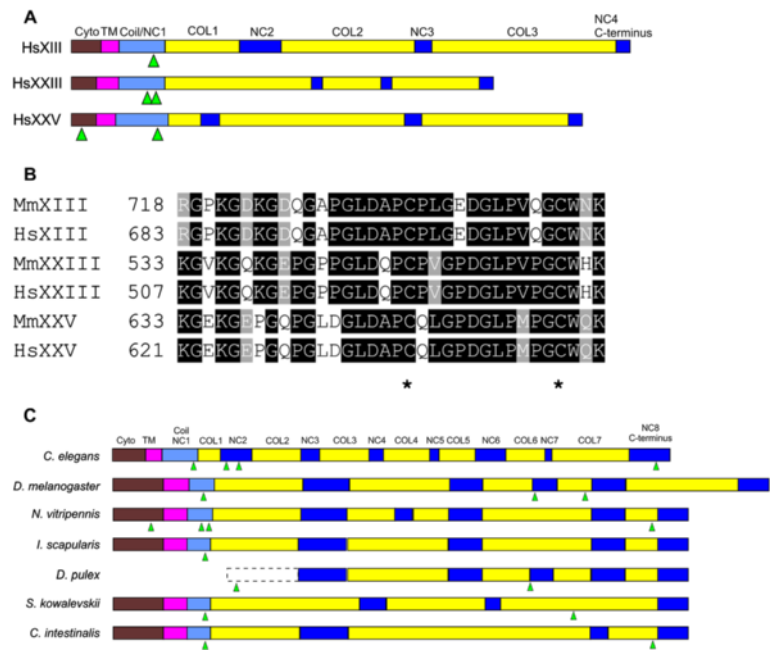 A
NC4
Cyto TM Coil/NC1 COL1 NC2 COL2 NC3 COL3 C-terminus
HsXIII
HsXXIII
HsXXV
B
MmXIII 718 RGPKGDKGDQGAPGLDAPCPLGEDGLPVQGCWNK
HsXIII 683 RGPKGDKGDQGAPGLDAPCPLGEDGLPVQGCWNK
MmXXIII 533 KGVKGQKGEPGPPGLDQPCPVGPDGLPVPGCWHK
HsXXIII 507 KGVKGQKGEPGPPGLDQPCPVGPDGLPVPGCWHK
MmXXV 633 KGEKGEPGQPGLDGLDAPCQLGPDGLPMPGCWQK
HsXXV 621 KGEKGEPGQPGLDGLDAPCQLGPDGLPMPGCWQK
* *
C
Coil NC8
Cyto TM NC1 COL1 NC2 COL2 NC3 COL3 NC4 COL4 NC5 COL5 NC6 COL6 NC7 COL7 C-terminus
C. elegans
D. melanogaster
N. vitripennis
I. scapularis
D. pulex
S. kowalevskii
C. intestinalis